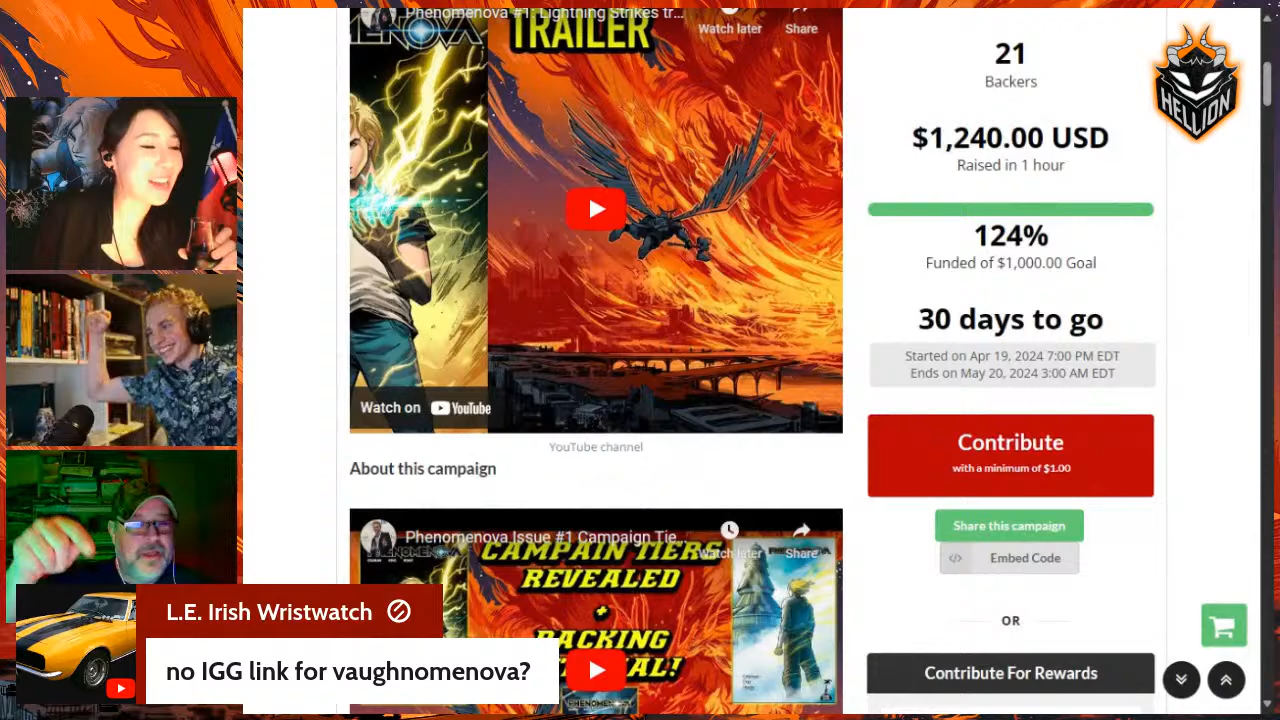 Phenomenova #1: Lightning Strikes tr...
Watch later
Share
TRAILER
Watch on YouTube
YouTube channel
About this campaign
Phenomenova Issue #1 Campaign Tie...
Watch later
Share
PHENOMENOVA
CAMPAIGN TIERS
REVEALED
+
BACKING
PHENOMENOVA
21
Backers
$1,240.00 USD
Raised in 1 hour
124%
Funded of $1,000.00 Goal
30 days to go
Started on Apr 19, 2024 7:00 PM EDT
Ends on May 20, 2024 3:00 AM EDT
Contribute
with a minimum of $1.00
Share this campaign
</> Embed Code
OR
Contribute For Rewards
HELLION
L.E. Irish Wristwatch
no IGG link for vaughnomenova?